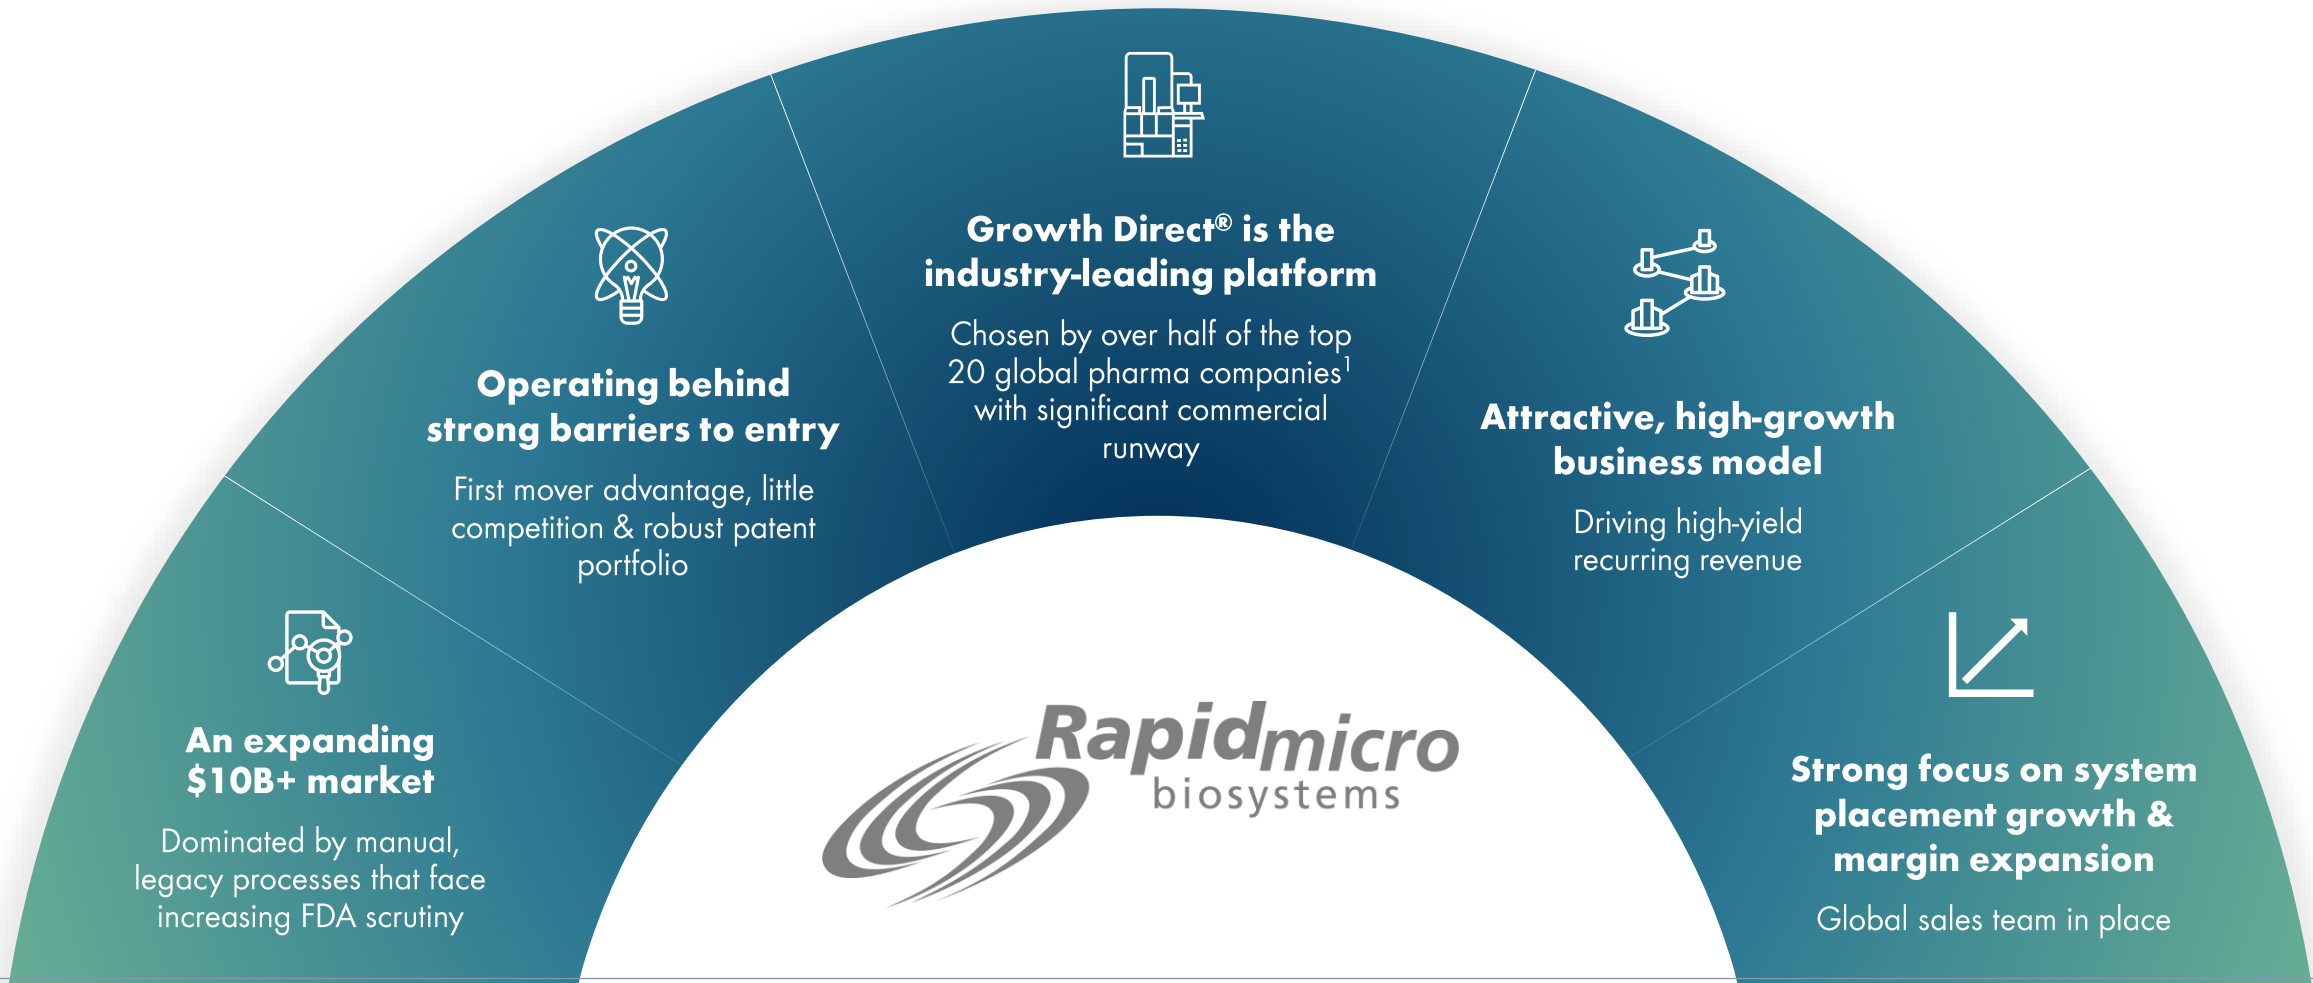 An expanding
$10B+ market
Dominated by manual,
legacy processes that face
increasing FDA scrutiny
Operating behind
strong barriers to entry
First mover advantage, little
competition & robust patent
portfolio
Growth Direct® is the
industry-leading platform
Chosen by over half of the top
20 global pharma companies¹
with significant commercial
runway
Attractive, high-growth
business model
Driving high-yield
recurring revenue
Strong focus on system
placement growth &
margin expansion
Global sales team in place
Rapidmicro
biosystems